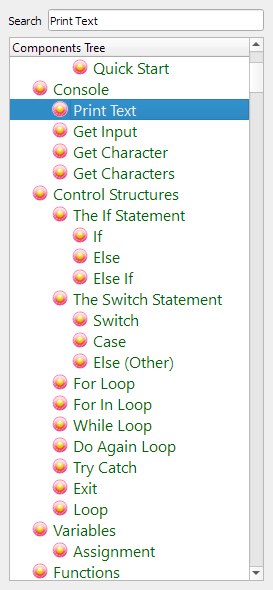 Search Print Text
Components Tree
Quick Start
Console
Print Text
Get Input
Get Character
Get Characters
Control Structures
The If Statement
If
Else
Else If
The Switch Statement
Switch
Case
Else (Other)
For Loop
For In Loop
While Loop
Do Again Loop
Try Catch
Exit
Loop
Variables
Assignment
Functions